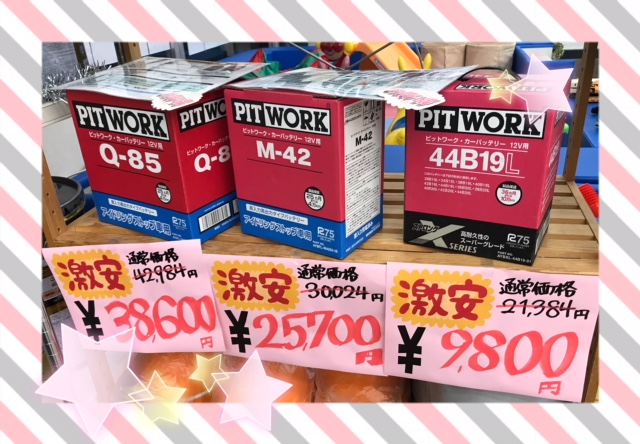 PITWORK
ピットワーク・カーバッテリー 12V用
Q-85
アイドリングストップ車用
R75
PITWORK
Q-8
PITWORK
ピットワーク・カーバッテリー 12V用
M-42
アイドリングストップ車用
R75
M-42
PITWORK
ピットワーク・カーバッテリー 12V用
44B19L
X
SERIES
高耐久性の
スーパーグレード
R75
激安
通常価格
42,984円
¥38,600円
激安
通常価格
30,024円
¥25,700円
激安
通常価格
21,384円
¥9,800円